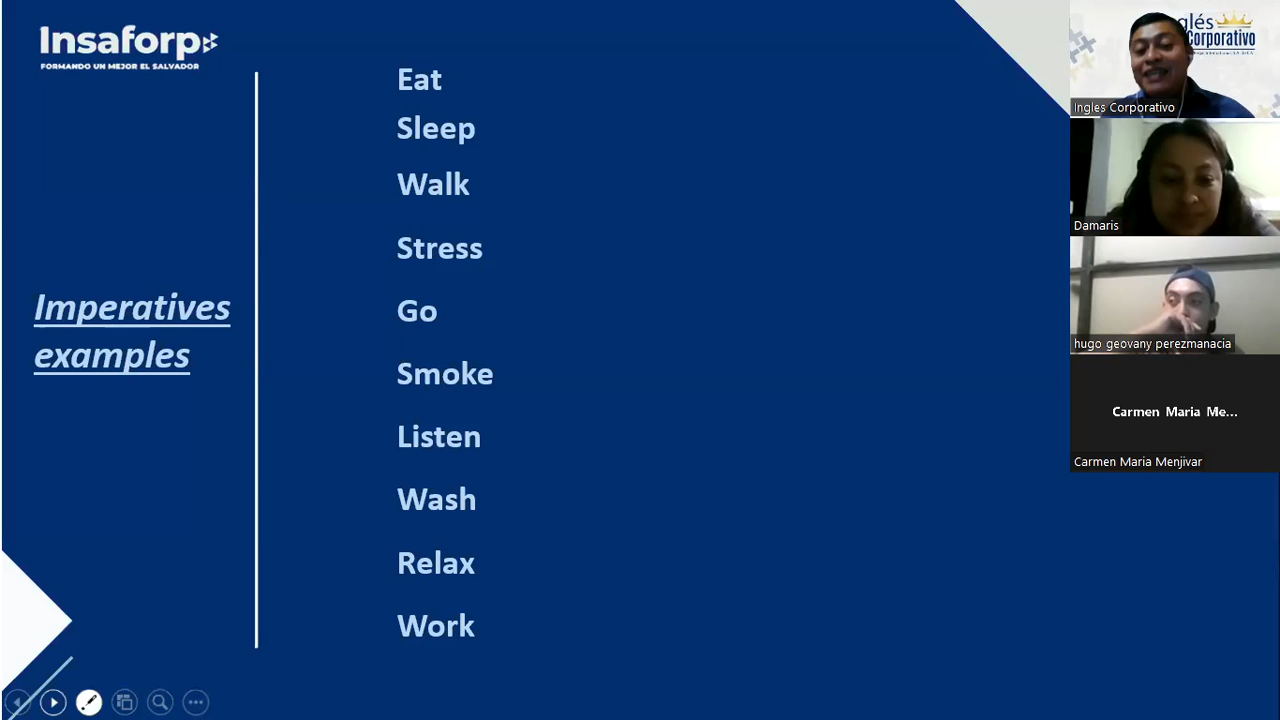 Insaforp
FORMANDO UN MEJOR EL SALVADOR
Imperatives
examples
Eat
Sleep
Walk
Stress
Go
Smoke
Listen
Wash
Relax
Work
Corporativo
Ingles Corporativo
Damaris
hugo geovany perezmanacia
Carmen Maria Me...
Carmen Maria Menjivar